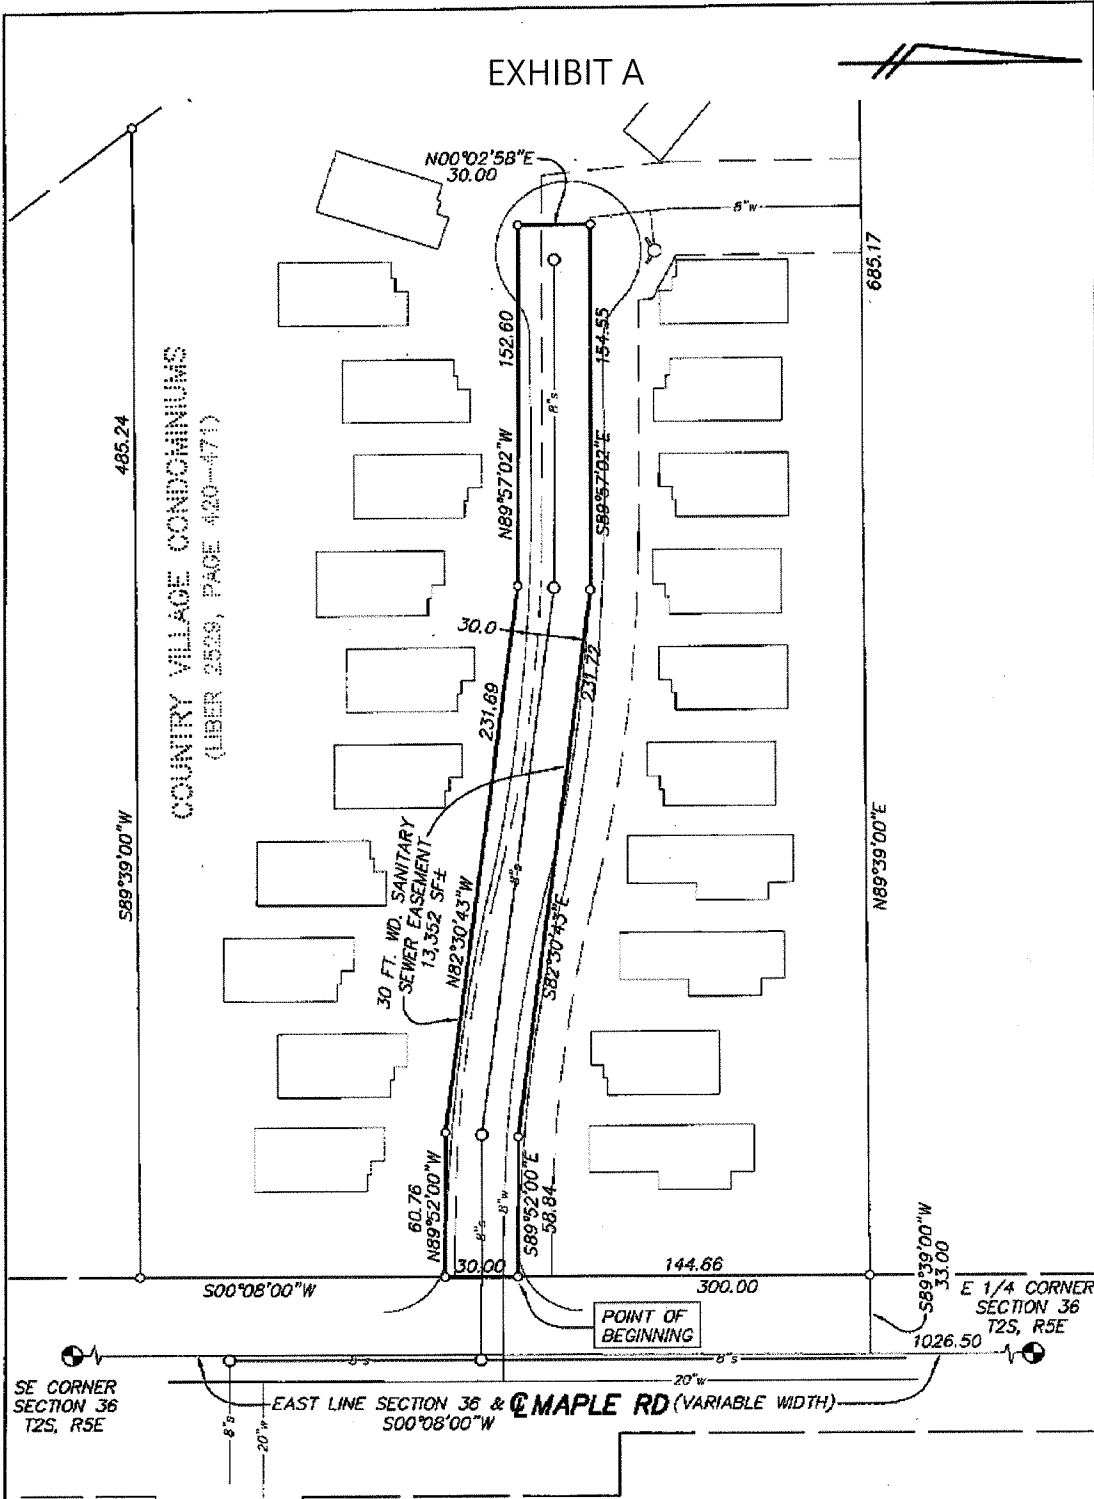 EXHIBIT A
N00°02'58"E
30.00
8"w
685.17
152.60
154.55
8"s
485.24
COUNTRY VILLAGE CONDOMINIUMS
(LIBER 2529, PAGE 420-471)
N89°57'02"W
S89°57'02"E
30.0
231.72
231.69
S89°39'00"W
30 FT. WD. SANITARY
SEWER EASEMENT
13,352 SF±
N82°30'43"W
8"s
S82°30'43"E
N89°39'00"E
60.76
N89°52'00"W
8"s
8"w
S89°52'00"E
58.84
30.00
144.66
S00°08'00"W
300.00
S89°39'00"W
33.00
E 1/4 CORNER
SECTION 36
T2S, R5E
POINT OF
BEGINNING
1026.50
8"s
8"s
20"w
SE CORNER
SECTION 36
T2S, R5E
EAST LINE SECTION 36 & ℄ MAPLE RD (VARIABLE WIDTH)
S00°08'00"W
8"s
20"w